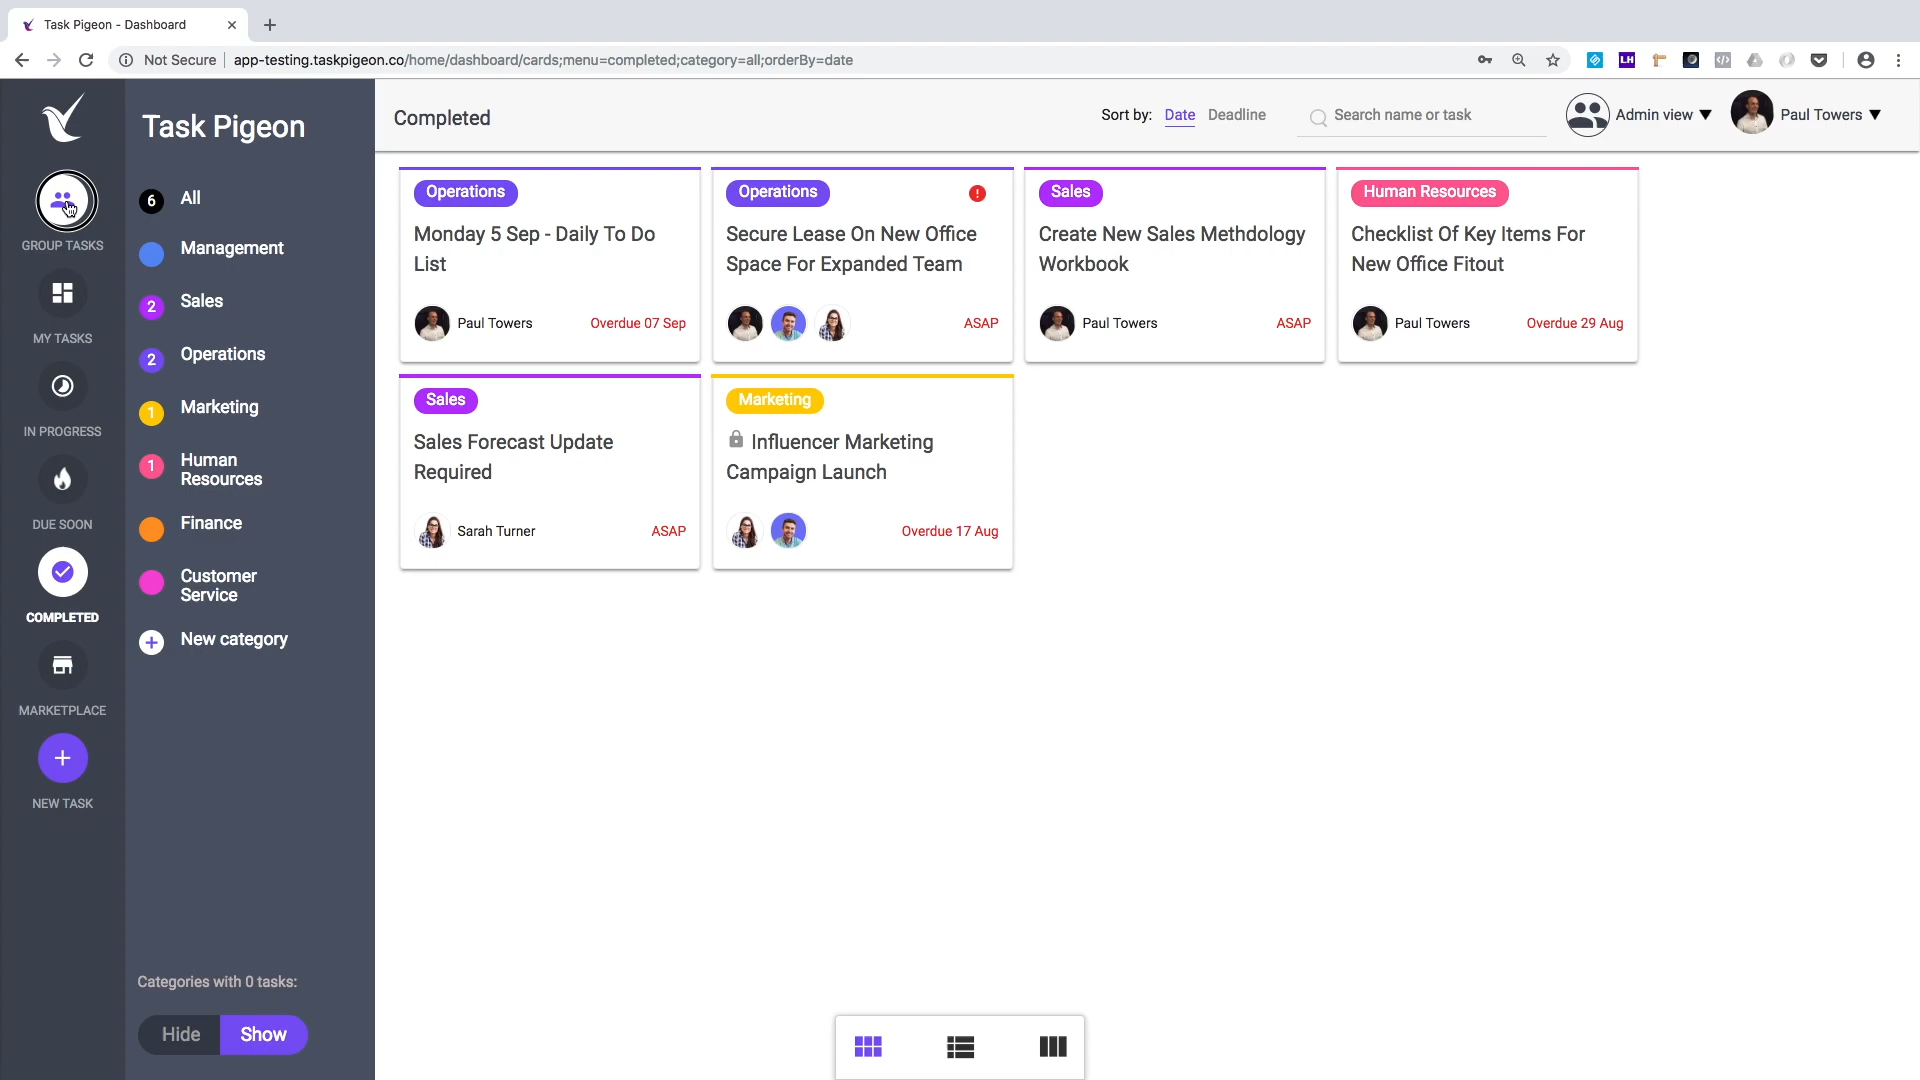 Task Pigeon - Dashboard
Not Secure
app-testing.taskpigeon.co/home/dashboard/cards;menu=completed;category=all;orderBy=date
LH
GROUP TASKS
MY TASKS
IN PROGRESS
DUE SOON
COMPLETED
MARKETPLACE
NEW TASK
Task Pigeon
6 All
Management
2 Sales
2 Operations
1 Marketing
1 Human
Resources
Finance
Customer
Service
+ New category
Categories with 0 tasks:
Hide Show
Completed
Sort by: Date Deadline
Search name or task
Admin view
Paul Towers
Operations
Monday 5 Sep - Daily To Do
List
Paul Towers Overdue 07 Sep
Operations
Secure Lease On New Office
Space For Expanded Team
ASAP
Sales
Create New Sales Methdology
Workbook
Paul Towers ASAP
Human Resources
Checklist Of Key Items For
New Office Fitout
Paul Towers Overdue 29 Aug
Sales
Sales Forecast Update
Required
Sarah Turner ASAP
Marketing
Influencer Marketing
Campaign Launch
Overdue 17 Aug